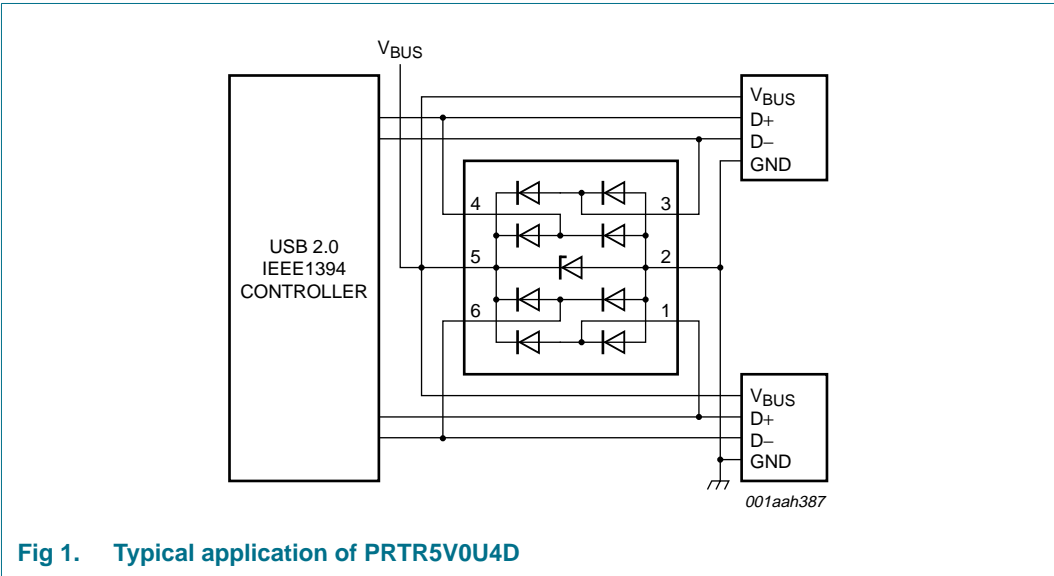 VBUS
USB 2.0
IEEE1394
CONTROLLER
4
5
6
3
2
1
VBUS
D+
D−
GND
VBUS
D+
D−
GND
001aah387
Fig 1. Typical application of PRTR5V0U4D